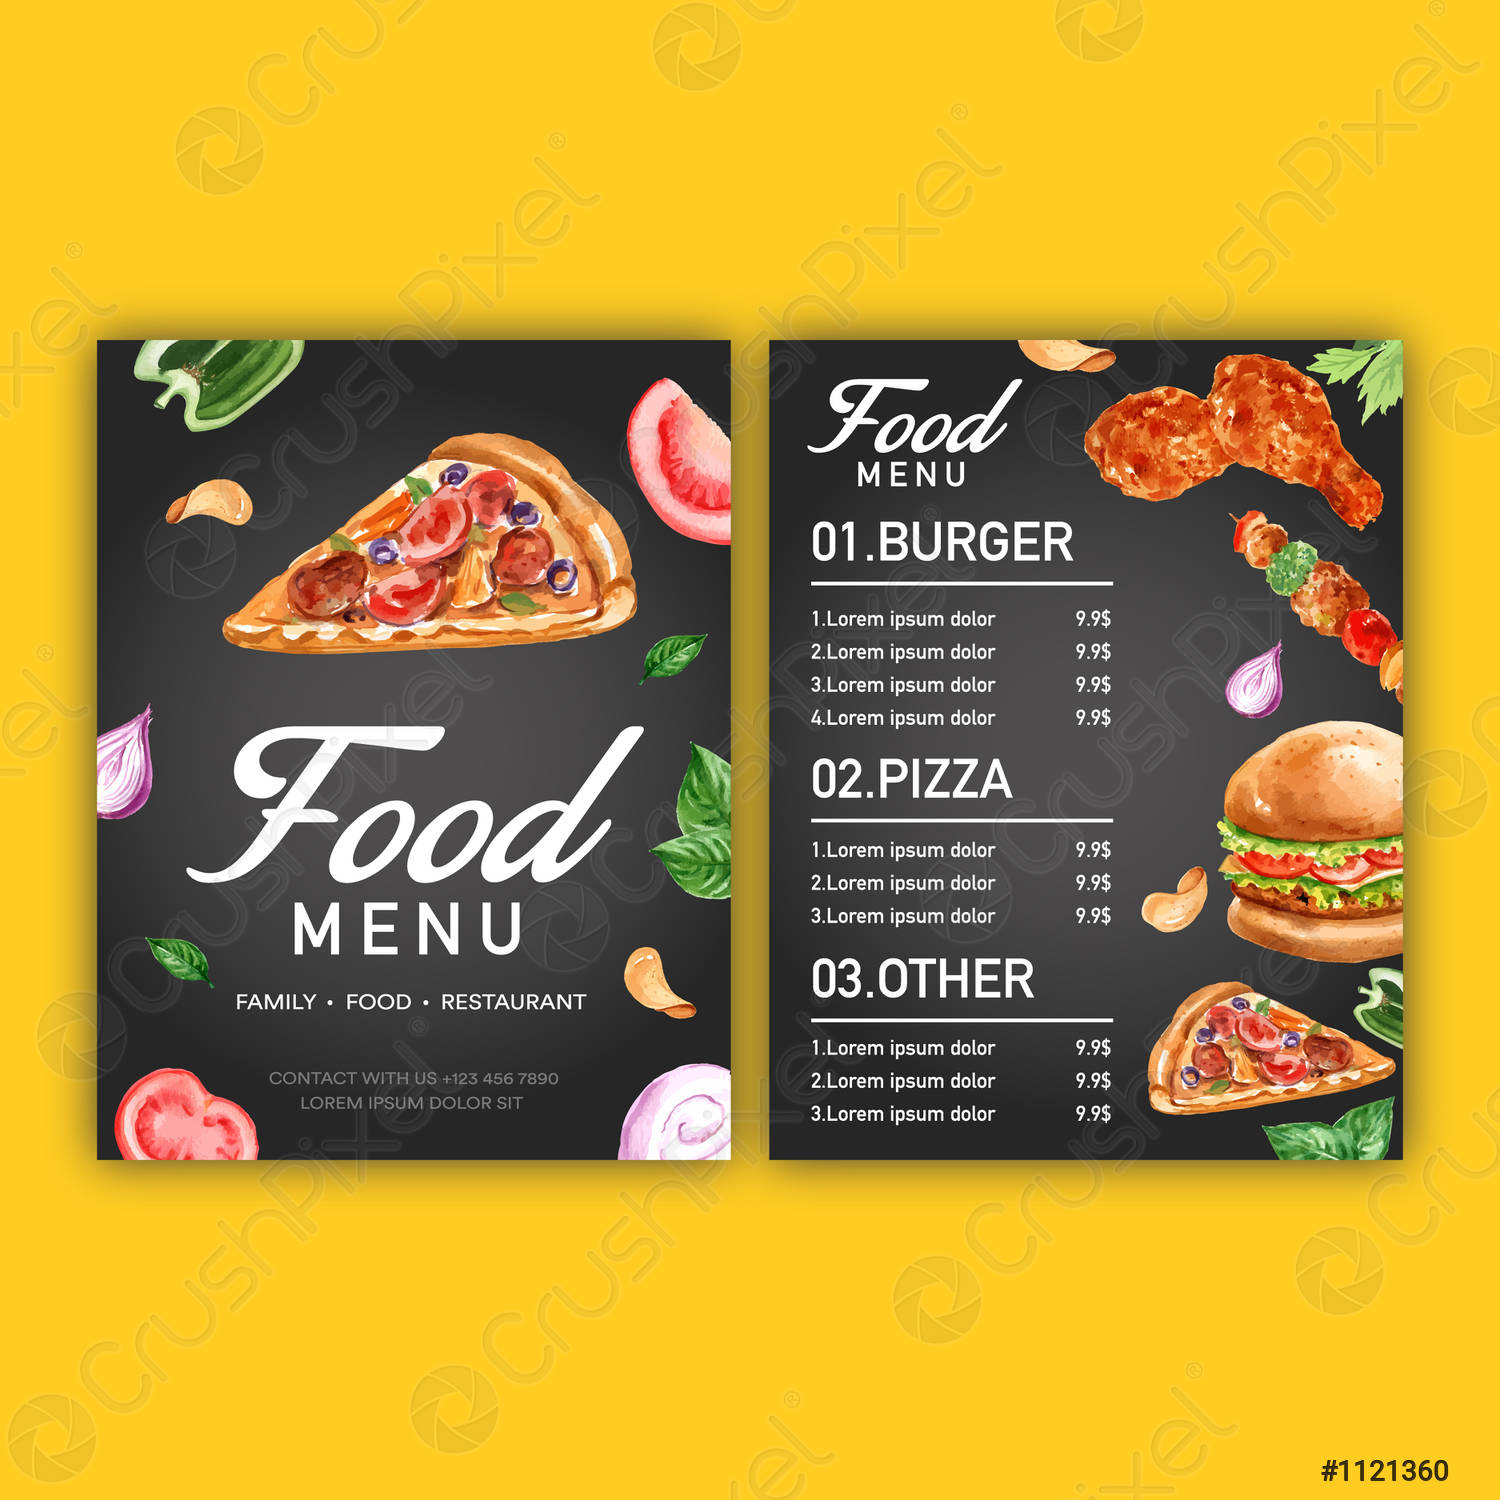 Food
MENU
FAMILY • FOOD • RESTAURANT
CONTACT WITH US +123 456 7890
LOREM IPSUM DOLOR SIT
Food
MENU
01.BURGER
1.Lorem ipsum dolor 9.9$
2.Lorem ipsum dolor 9.9$
3.Lorem ipsum dolor 9.9$
4.Lorem ipsum dolor 9.9$
02.PIZZA
1.Lorem ipsum dolor 9.9$
2.Lorem ipsum dolor 9.9$
3.Lorem ipsum dolor 9.9$
03.OTHER
1.Lorem ipsum dolor 9.9$
2.Lorem ipsum dolor 9.9$
3.Lorem ipsum dolor 9.9$
CrushPixel®
#1121360